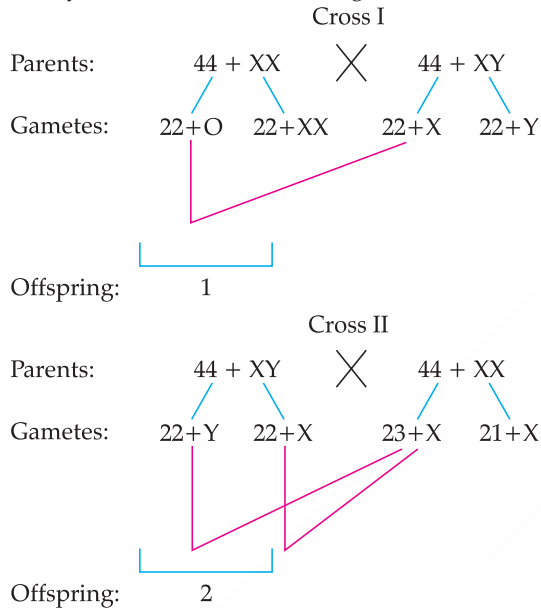 Cross I
Parents: 44 + XX 44 + XY
Gametes: 22+O 22+XX 22+X 22+Y
Offspring: 1
Cross II
Parents: 44 + XY 44 + XX
Gametes: 22+Y 22+X 23+X 21+X
Offspring: 2